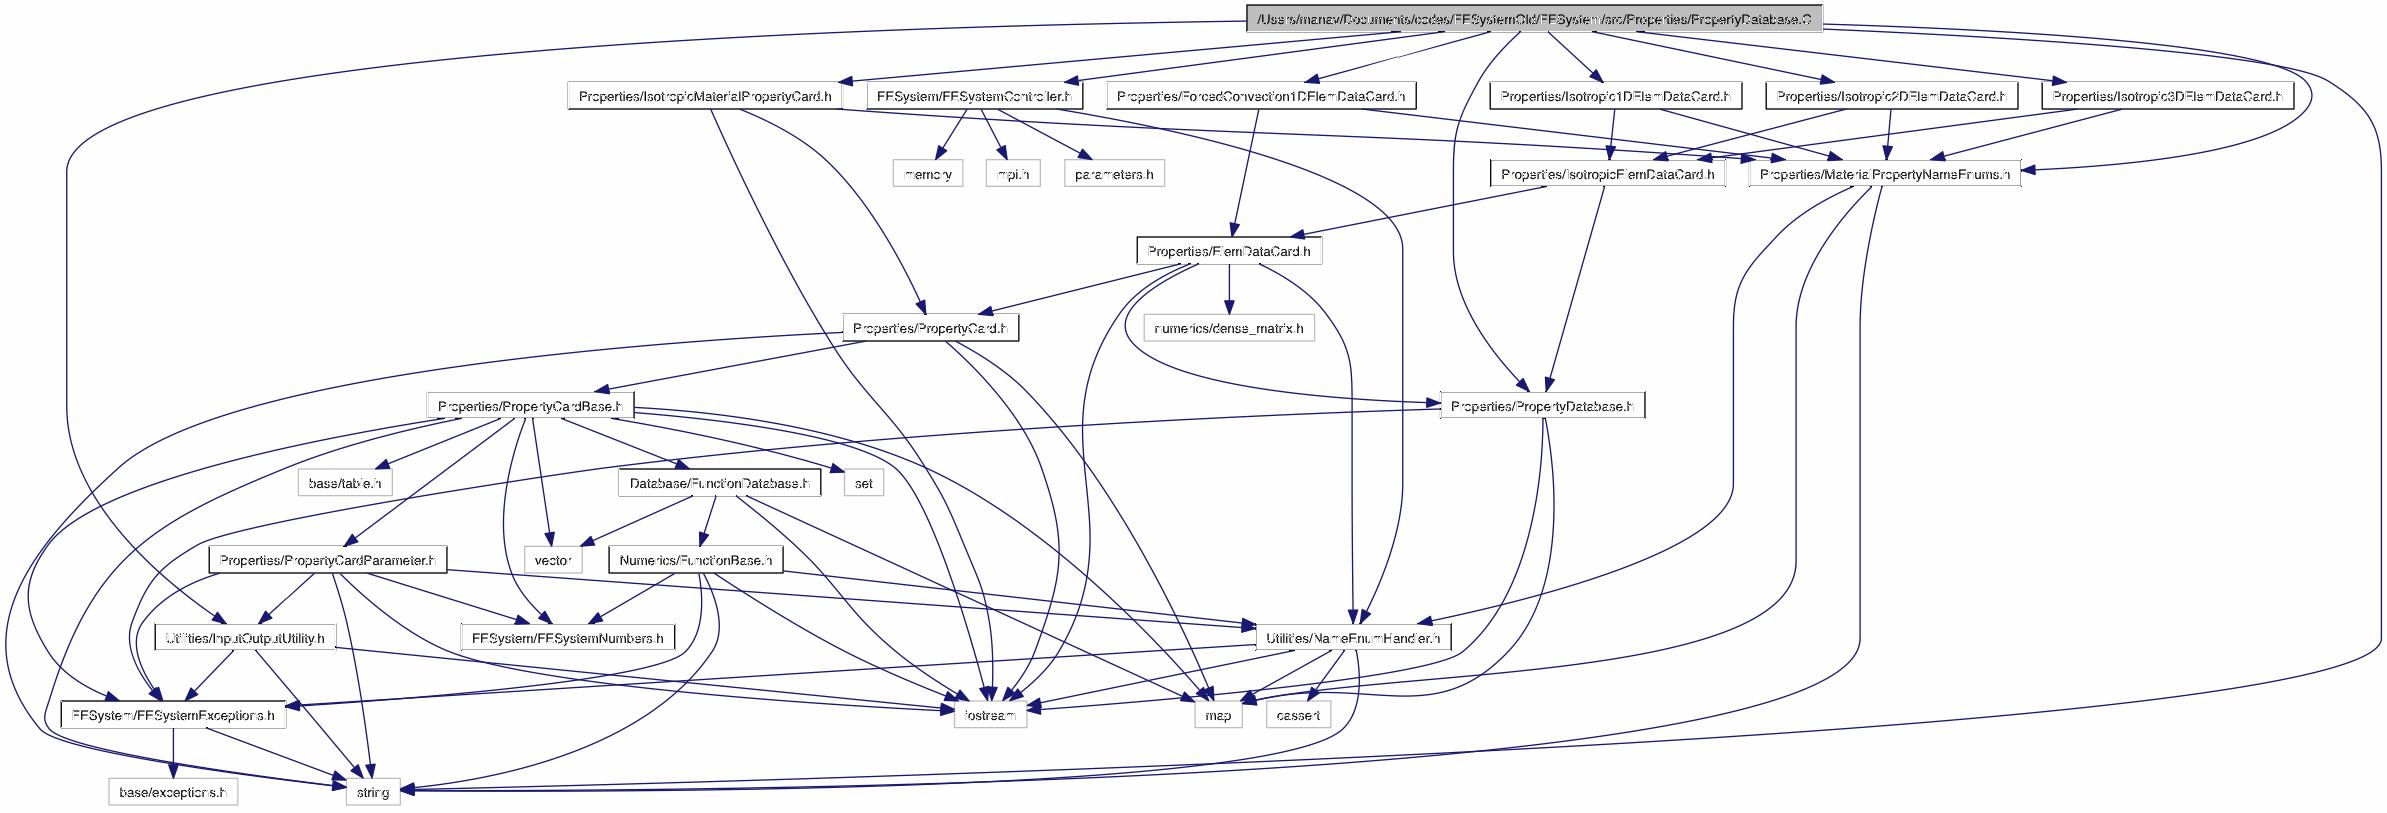 /Users/manav/Documents/codes/FESystemOld/FESystem/src/Properties/PropertyDatabase.C
Properties/IsotropicMaterialPropertyCard.h
FESystem/FESystemController.h
Properties/ForcedConvection1DElemDataCard.h
Properties/Isotropic1DElemDataCard.h
Properties/Isotropic2DElemDataCard.h
Properties/Isotropic3DElemDataCard.h
memory
mpi.h
parameters.h
Properties/IsotropicElemDataCard.h
Properties/MaterialPropertyNameEnums.h
Properties/ElemDataCard.h
Properties/PropertyCard.h
numerics/dense_matrix.h
Properties/PropertyCardBase.h
Properties/PropertyDatabase.h
base/table.h
Database/FunctionDatabase.h
set
Properties/PropertyCardParameter.h
vector
Numerics/FunctionBase.h
Utilities/InputOutputUtility.h
FESystem/FESystemNumbers.h
Utilities/NameEnumHandler.h
FESystem/FESystemExceptions.h
iostream
map
cassert
base/exceptions.h
string